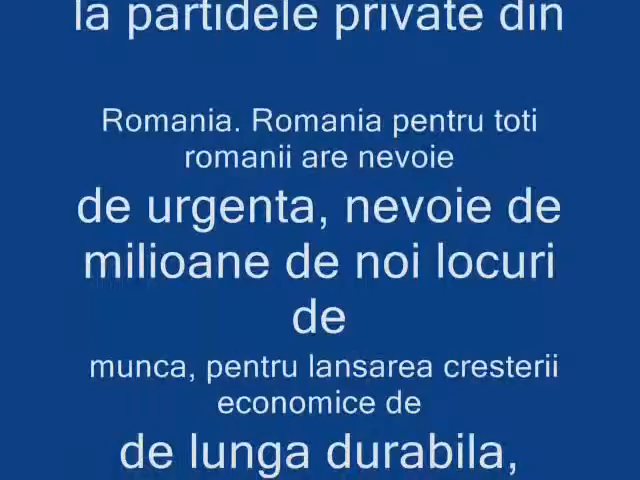 la partidele private din
Romania. Romania pentru toti
romanii are nevoie
de urgenta, nevoie de
milioane de noi locuri
de
munca, pentru lansarea cresterii
economice de
de lunga durabila,